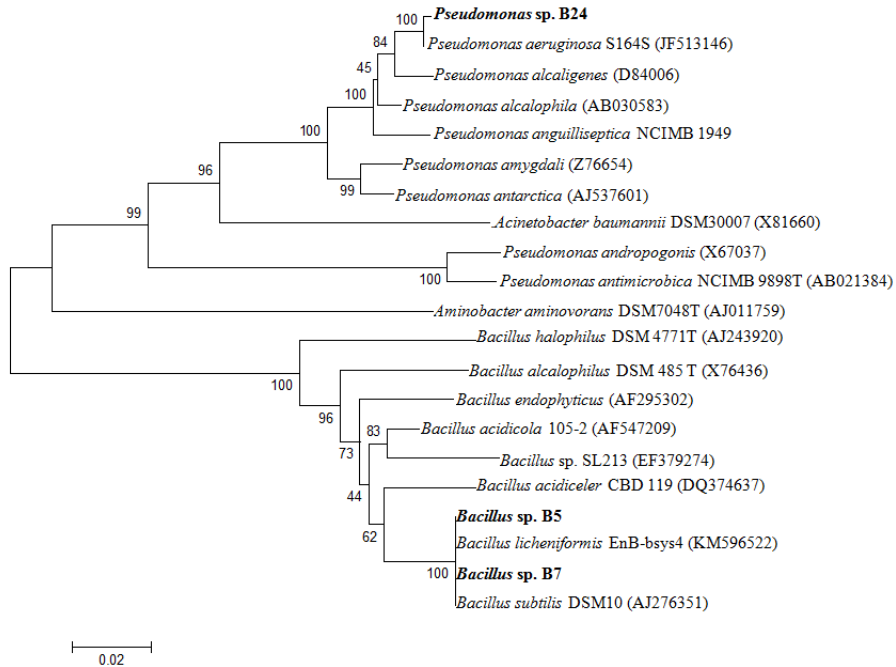 Pseudomonas sp. B24
100
Pseudomonas aeruginosa S164S (JF513146)
84
45
Pseudomonas alcaligenes (D84006)
100
Pseudomonas alcalophila (AB030583)
100
Pseudomonas anguilliseptica NCIMB 1949
96
Pseudomonas amygdali (Z76654)
99
Pseudomonas antarctica (AJ537601)
99
Acinetobacter baumannii DSM30007 (X81660)
Pseudomonas andropogonis (X67037)
100
Pseudomonas antimicrobica NCIMB 9898T (AB021384)
Aminobacter aminovorans DSM7048T (AJ011759)
Bacillus halophilus DSM 4771T (AJ243920)
100
Bacillus alcalophilus DSM 485 T (X76436)
96
Bacillus endophyticus (AF295302)
73
83
Bacillus acidicola 105-2 (AF547209)
Bacillus sp. SL213 (EF379274)
44
Bacillus acidiceler CBD 119 (DQ374637)
62
Bacillus sp. B5
Bacillus licheniformis EnB-bsys4 (KM596522)
100
Bacillus sp. B7
Bacillus subtilis DSM10 (AJ276351)
0.02